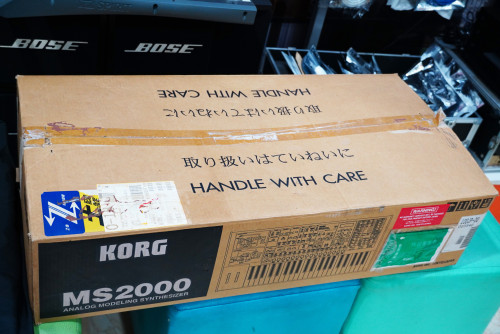 BOSE
BOSE
HANDLE WITH CARE
取り扱いはていねいに
取り扱いはていねいに
HANDLE WITH CARE
KORG
MS2000
ANALOG MODELING SYNTHESIZER
WARNING!